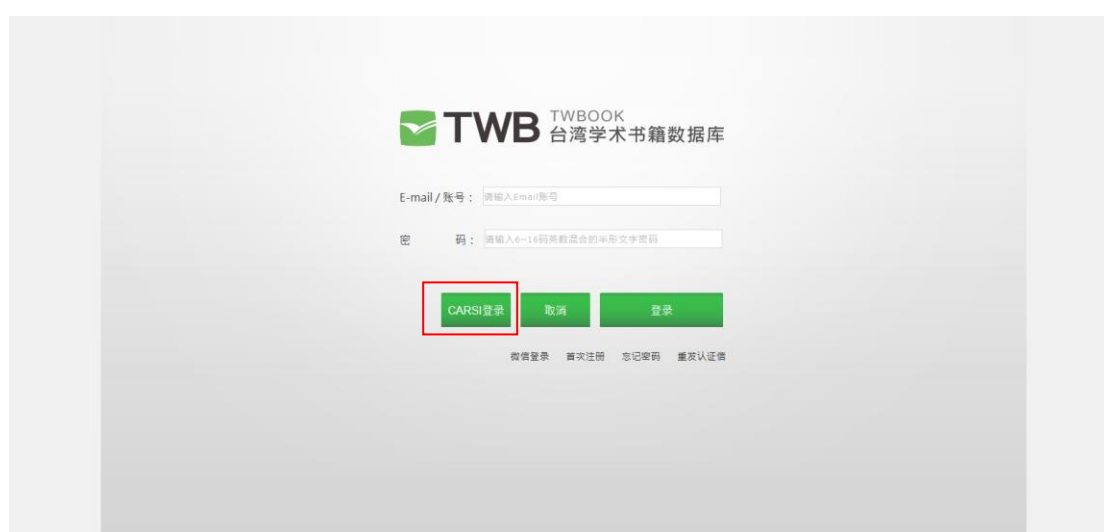 TWB TWBOOK
台湾学术书籍数据库
E-mail / 账号：请输入Email账号
密 码：请输入6~16码英数混合的半形文字密码
CARSI登录 取消 登录
微信登录 首次注册 忘记密码 重发认证信